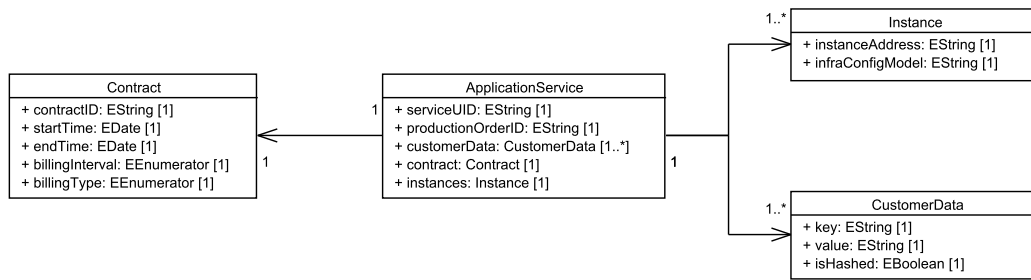 Contract
+ contractID: EString [1]
+ startTime: EDate [1]
+ endTime: EDate [1]
+ billingInterval: EEnumerator [1]
+ billingType: EEnumerator [1]
1
1
ApplicationService
+ serviceUID: EString [1]
+ productionOrderID: EString [1]
+ customerData: CustomerData [1..*]
+ contract: Contract [1]
+ instances: Instance [1]
1
1..*
Instance
+ instanceAddress: EString [1]
+ infraConfigModel: EString [1]
1..*
CustomerData
+ key: EString [1]
+ value: EString [1]
+ isHashed: EBoolean [1]